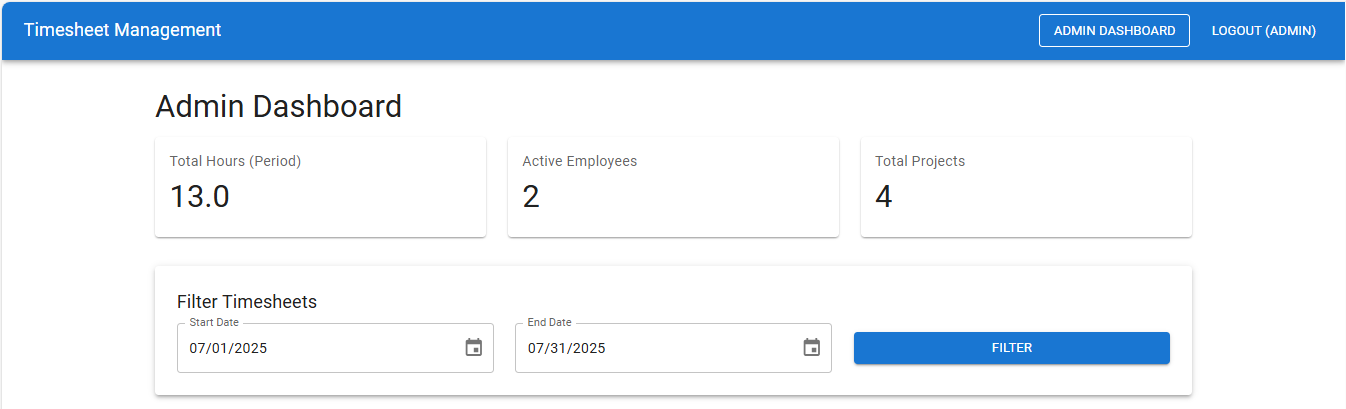 Timesheet Management
ADMIN DASHBOARD
LOGOUT (ADMIN)
Admin Dashboard
Total Hours (Period)
13.0
Active Employees
2
Total Projects
4
Filter Timesheets
Start Date
07/01/2025
End Date
07/31/2025
FILTER